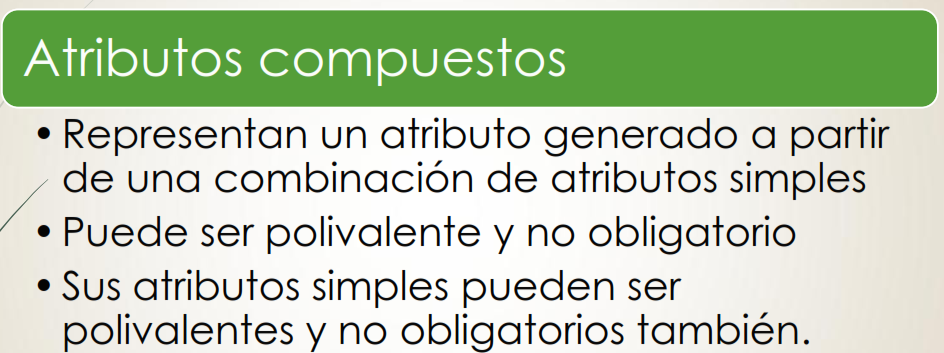 Atributos compuestos
• Representan un atributo generado a partir
de una combinación de atributos simples
• Puede ser polivalente y no obligatorio
• Sus atributos simples pueden ser
polivalentes y no obligatorios también.